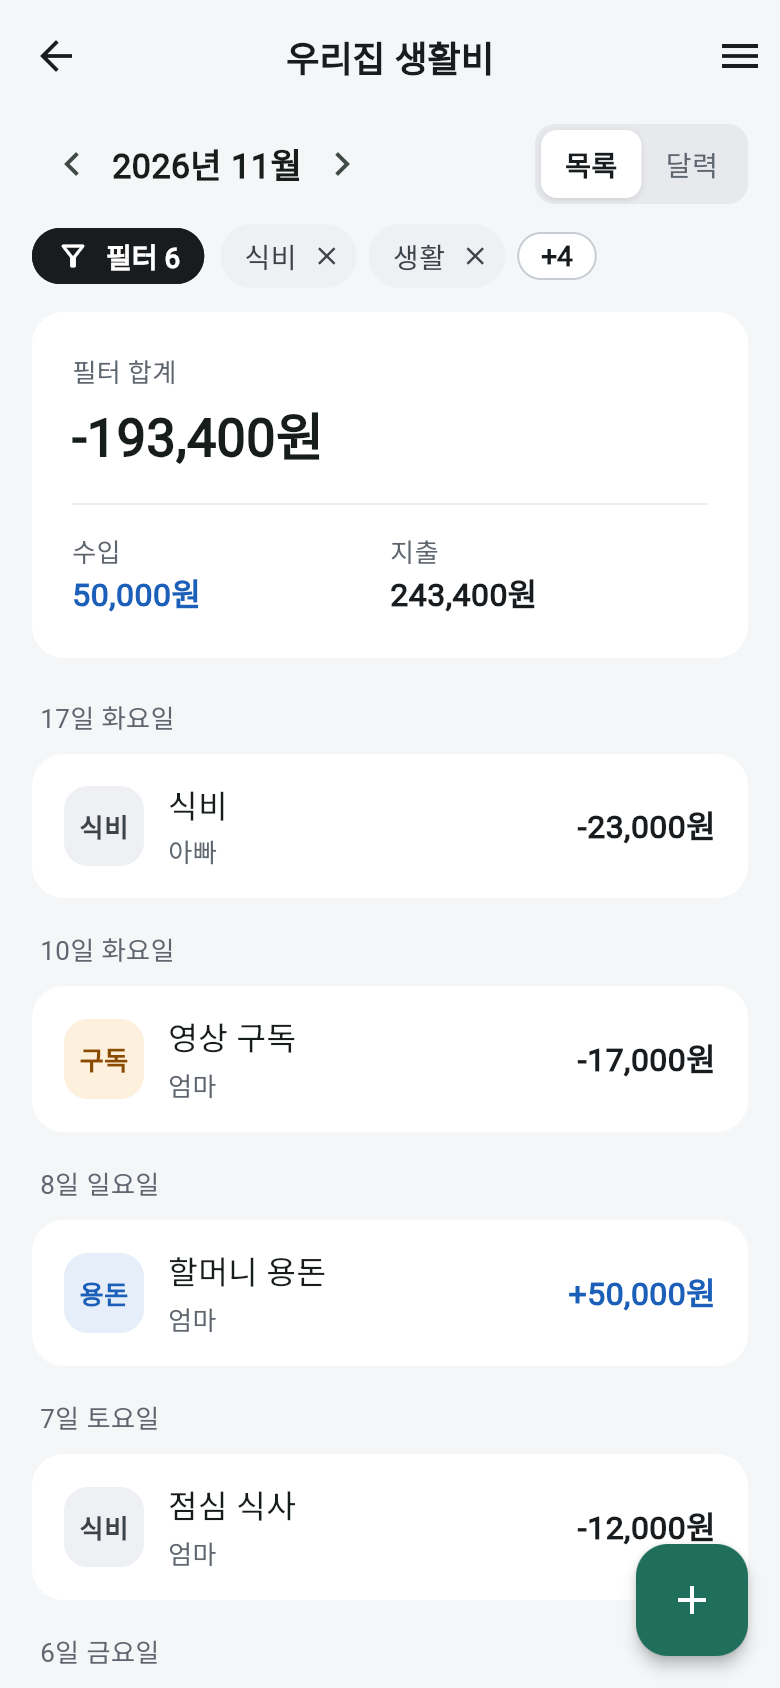 우리집 생활비
2026년 11월
목록
달력
필터 6
식비
생활
+4
필터 합계
-193,400원
수입
지출
50,000원
243,400원
17일 화요일
식비
식비
아빠
-23,000원
10일 화요일
구독
영상 구독
엄마
-17,000원
8일 일요일
용돈
할머니 용돈
엄마
+50,000원
7일 토요일
식비
점심 식사
엄마
-12,000원
6일 금요일